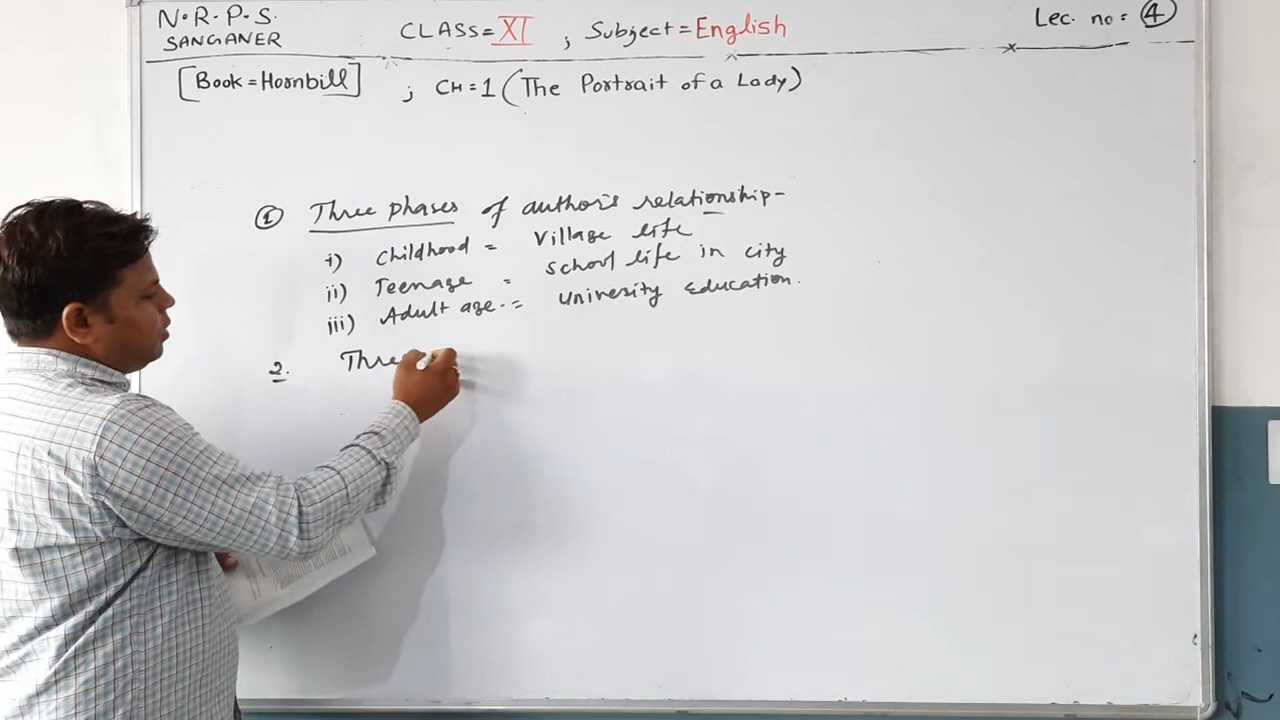 N.R.P.S. CLASS=XI ; Subject=English Lec. no: 4
SANGANER
[Book=Hornbill] ; CH=1 (The Portrait of a Lady)
1 Three phases of author's relationship-
i) Childhood = Village life
ii) Teenage = School life in city
iii) Adult age.= University Education.
2. Three